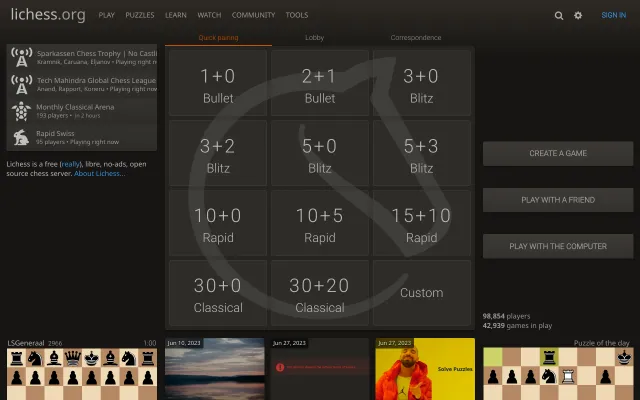 lichess.org
PLAY PUZZLES LEARN WATCH COMMUNITY TOOLS
SIGN IN
Sparkassen Chess Trophy | No Castli
Kramnik, Caruana, Eljanov • Playing right n
Tech Mahindra Global Chess League
Anand, Rapport, Koneru • Playing right now
Monthly Classical Arena
193 players • in 2 hours
Rapid Swiss
95 players • Playing right now
Lichess is a free (really), libre, no-ads, open
source chess server. About Lichess...
Quick pairing
Lobby
Correspondence
1+0
Bullet
2+1
Bullet
3+0
Blitz
3+2
Blitz
5+0
Blitz
5+3
Blitz
10+0
Rapid
10+5
Rapid
15+10
Rapid
30+0
Classical
30+20
Classical
Custom
CREATE A GAME
PLAY WITH A FRIEND
PLAY WITH THE COMPUTER
98,854 players
42,939 games in play
LSGeneraal 2966
1:00
Jun 10, 2023
Jun 27, 2023
Jun 27, 2023
Solve Puzzles
Puzzle of the day